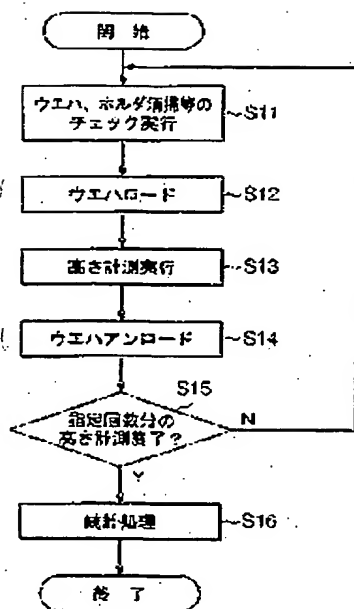 開始
ウエハ、ホルダ清掃等の
チェック実行
S11
ウエハロード
S12
高さ計測実行
S13
ウエハアンロード
S14
S15
指定回数分の
高さ計測終了?
N
Y
統計処理
S16
終了